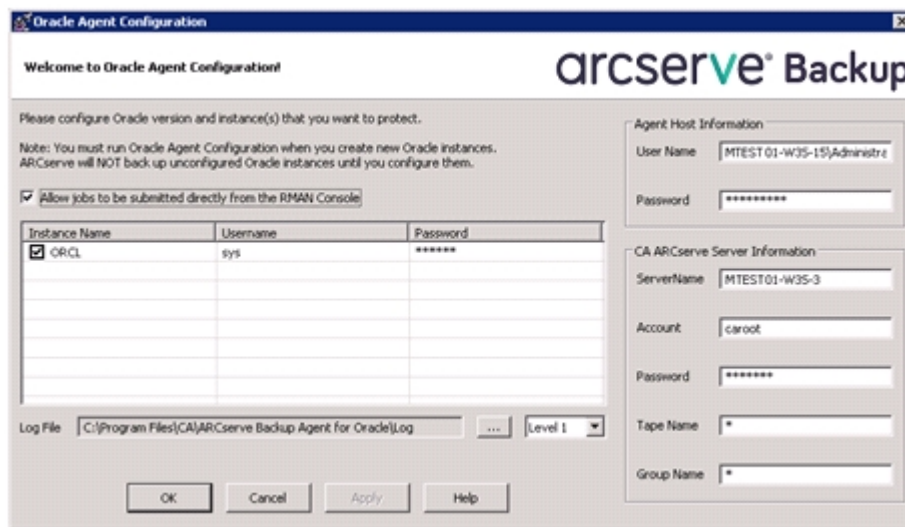 Oracle Agent Configuration
Welcome to Oracle Agent Configuration!
arcserve® Backup
Please configure Oracle version and instance(s) that you want to protect.
Note: You must run Oracle Agent Configuration when you create new Oracle instances.
ARCserve will NOT back up unconfigured Oracle instances until you configure them.
Allow jobs to be submitted directly from the RMAN Console
Instance Name Username Password
ORCL sys ******
Log File C:\Program Files\CA\ARCserve Backup Agent for Oracle\Log ... Level 1
OK Cancel Apply Help
Agent Host Information
User Name MTEST01-W3S-15\Administra
Password *********
CA ARCserve Server Information
ServerName MTEST01-W3S-3
Account caroot
Password *******
Tape Name *
Group Name *